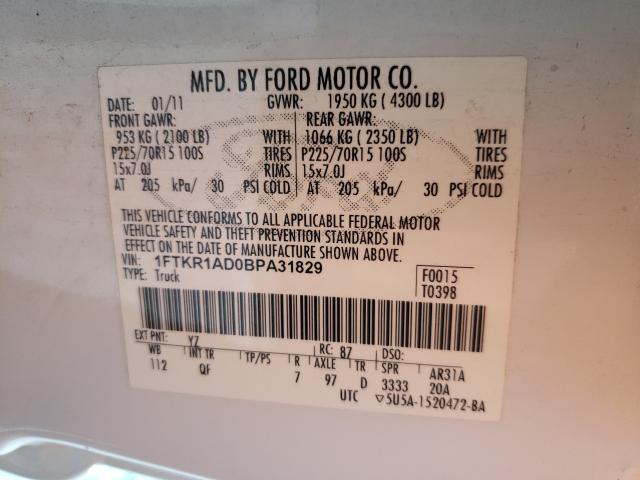 MFD. BY FORD MOTOR CO.
DATE: 01/11 GVWR: 1950 KG ( 4300 LB)
FRONT GAWR: REAR GAWR:
953 KG ( 2100 LB) WITH 1066 KG ( 2350 LB) WITH
P225/70R15 100S TIRES P225/70R15 100S TIRES
15x7.0J RIMS 15x7.0J RIMS
AT 205 kPa/ 30 PSI COLD AT 205 kPa/ 30 PSI COLD
Ford
THIS VEHICLE CONFORMS TO ALL APPLICABLE FEDERAL MOTOR
VEHICLE SAFETY AND THEFT PREVENTION STANDARDS IN
EFFECT ON THE DATE OF MANUFACTURE SHOWN ABOVE.
VIN: 1FTKR1AD0BPA31829 F0015
TYPE: Truck T0398
EXT PNT: YZ RC: 87 DSO:
WB INT TR TP/PS R AXLE TR SPR AR31A
112 QF 7 97 D 3333 20A
UTC ▽5U5A-1520472-BA